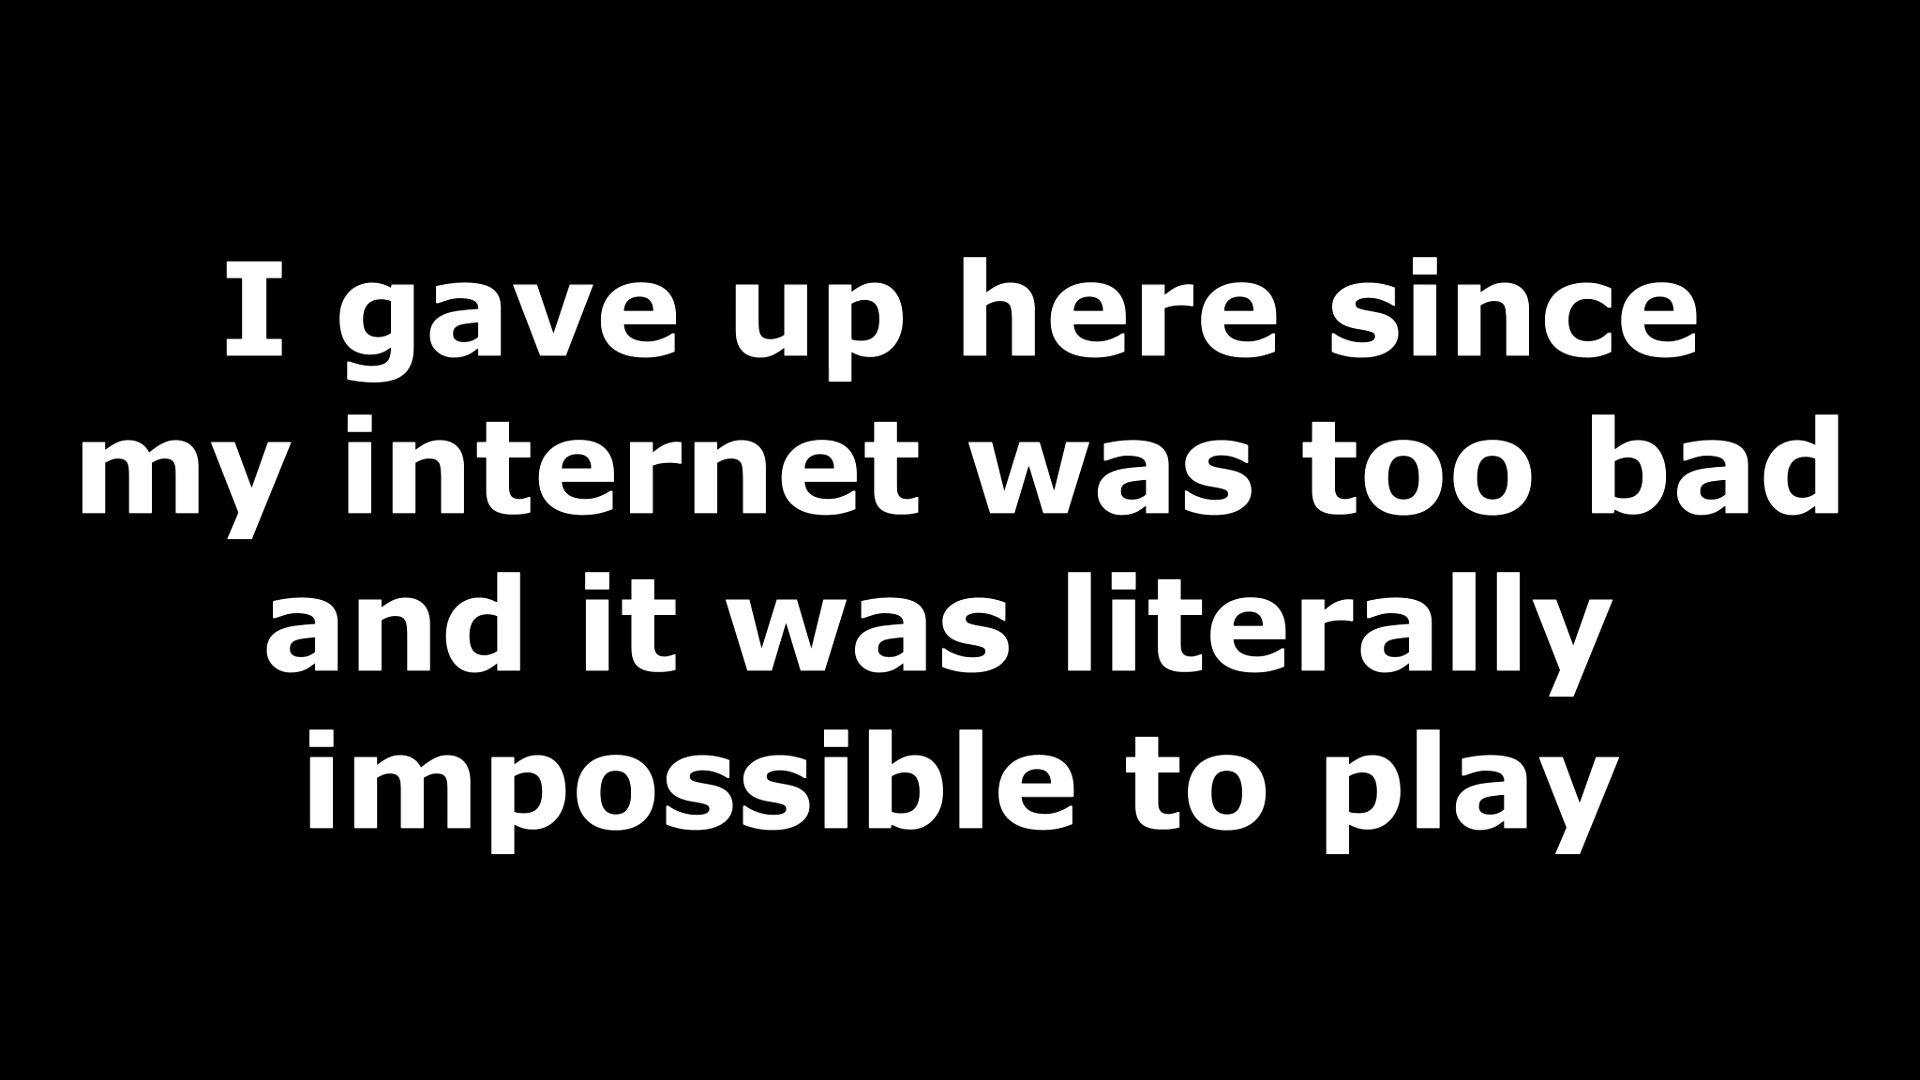 I gave up here since
my internet was too bad
and it was literally
impossible to play